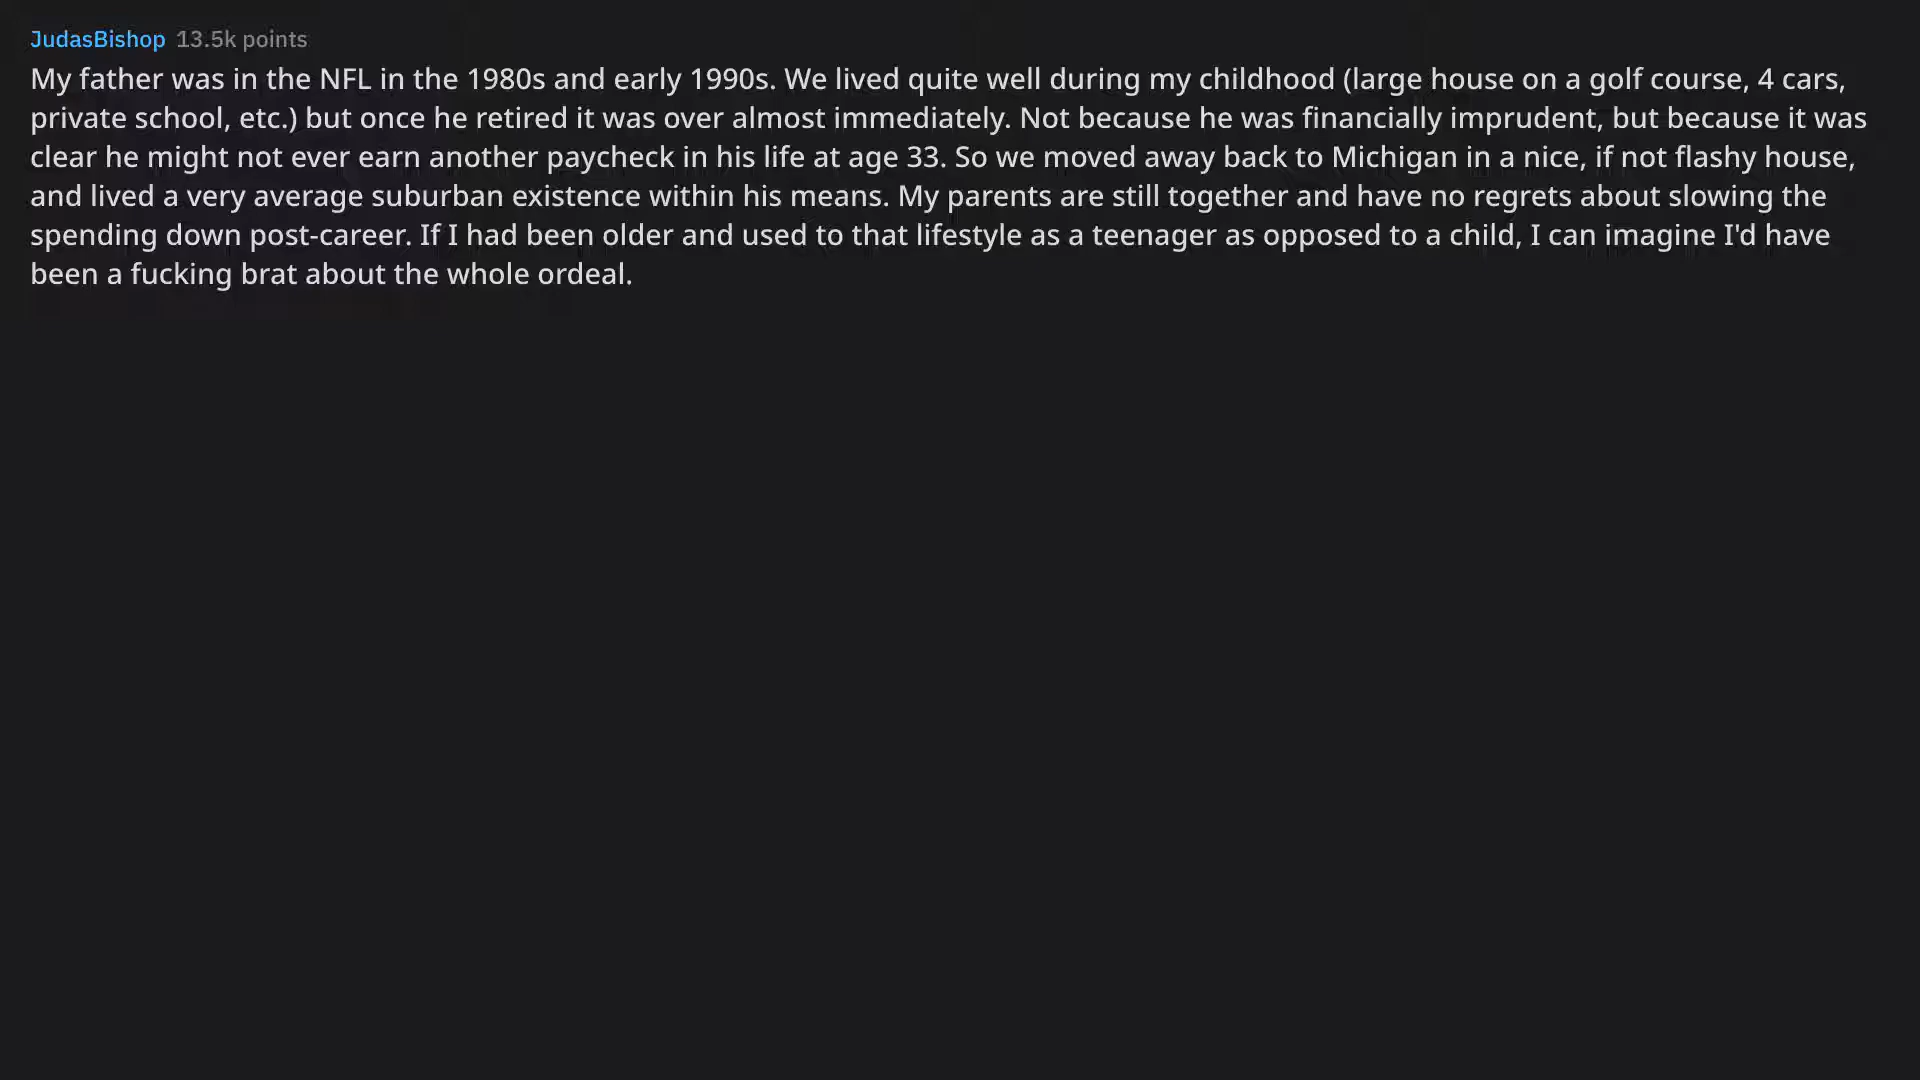 JudasBishop 13.5k points
My father was in the NFL in the 1980s and early 1990s. We lived quite well during my childhood (large house on a golf course, 4 cars,
private school, etc.) but once he retired it was over almost immediately. Not because he was financially imprudent, but because it was
clear he might not ever earn another paycheck in his life at age 33. So we moved away back to Michigan in a nice, if not flashy house,
and lived a very average suburban existence within his means. My parents are still together and have no regrets about slowing the
spending down post-career. If I had been older and used to that lifestyle as a teenager as opposed to a child, I can imagine I'd have
been a fucking brat about the whole ordeal.